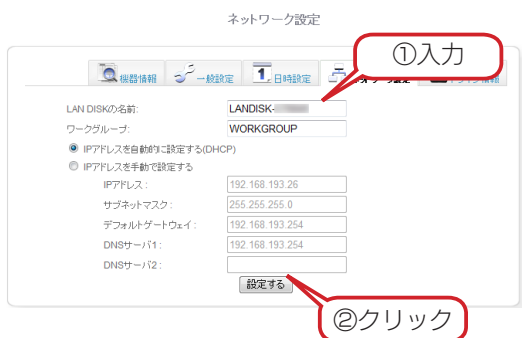 ネットワーク設定
①入力
機器情報 一般設定 1 日時設定
LAN DISKの名前: LANDISK-
ワークグループ: WORKGROUP
IPアドレスを自動的に設定する(DHCP)
IPアドレスを手動で設定する
IPアドレス: 192.168.193.26
サブネットマスク: 255.255.255.0
デフォルトゲートウェイ: 192.168.193.254
DNSサーバ1: 192.168.193.254
DNSサーバ2:
設定する
②クリック